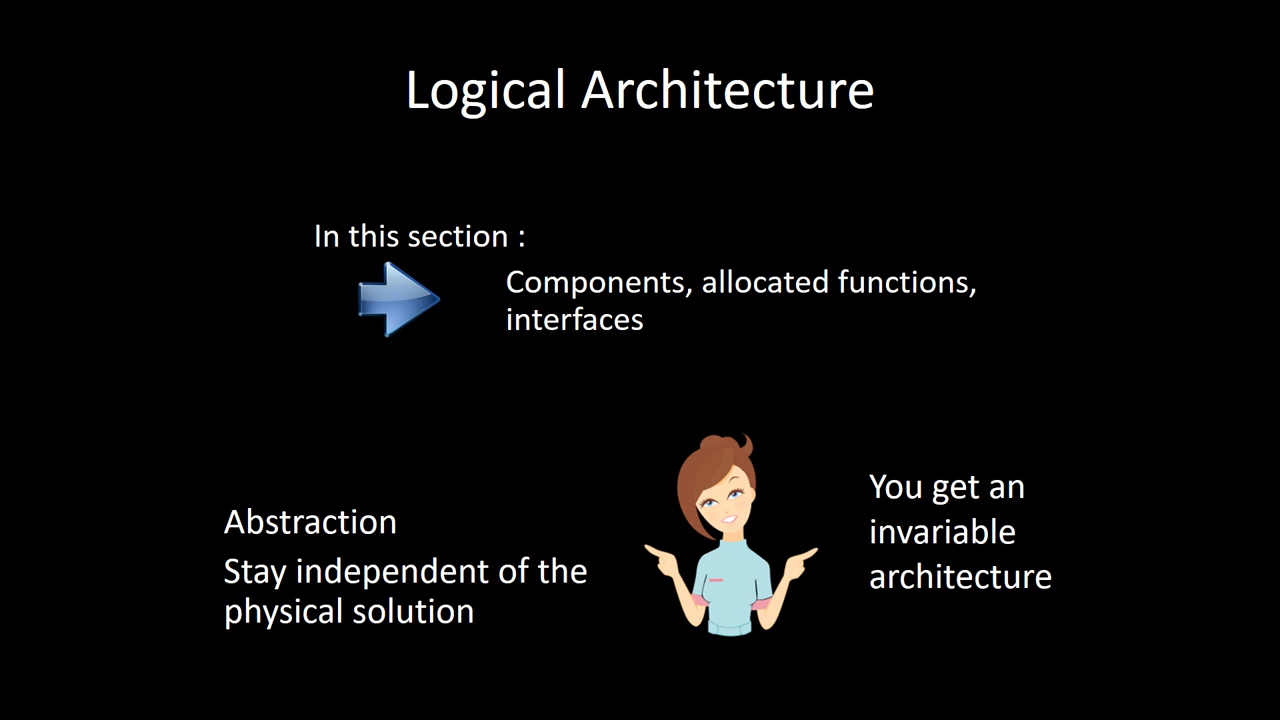 Logical Architecture
In this section :
Components, allocated functions,
interfaces
Abstraction
Stay independent of the
physical solution
You get an
invariable
architecture